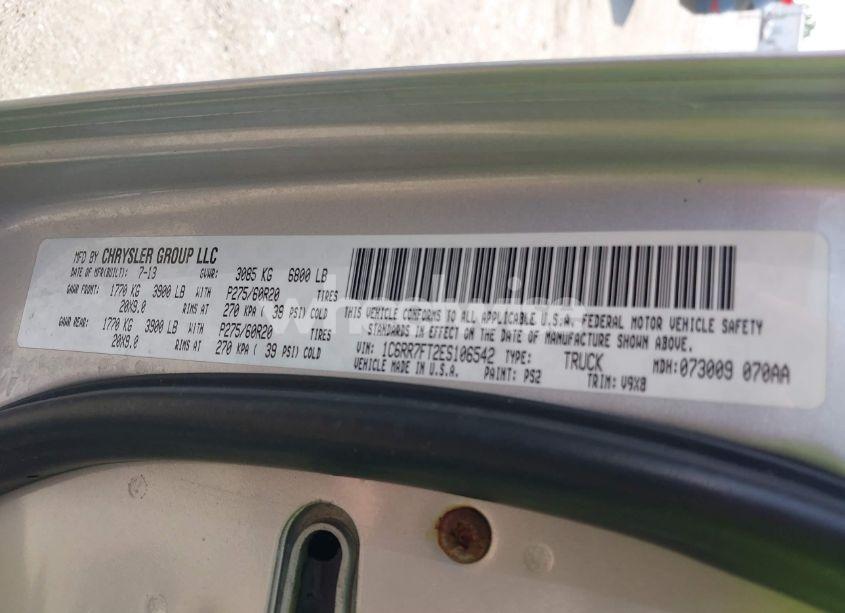 MFD BY CHRYSLER GROUP LLC
DATE OF MFR(BUILT): 7-13 GVWR: 3085 KG 6800 LB
GAWR FRONT: 1770 KG 3900 LB WITH P275/60R20 TIRES
20X9.0 RIMS AT 270 KPA ( 39 PSI) COLD
GAWR REAR: 1770 KG 3900 LB WITH P275/60R20 TIRES
20X9.0 RIMS AT 270 KPA ( 39 PSI) COLD
THIS VEHICLE CONFORMS TO ALL APPLICABLE U.S.A. FEDERAL MOTOR VEHICLE SAFETY
STANDARDS IN EFFECT ON THE DATE OF MANUFACTURE SHOWN ABOVE.
VIN: 1C6RR7FT2ES106542 TYPE: TRUCK MDH:073009 070AA
VEHICLE MADE IN U.S.A. PAINT: PS2 TRIM: V9X8
wheelwise